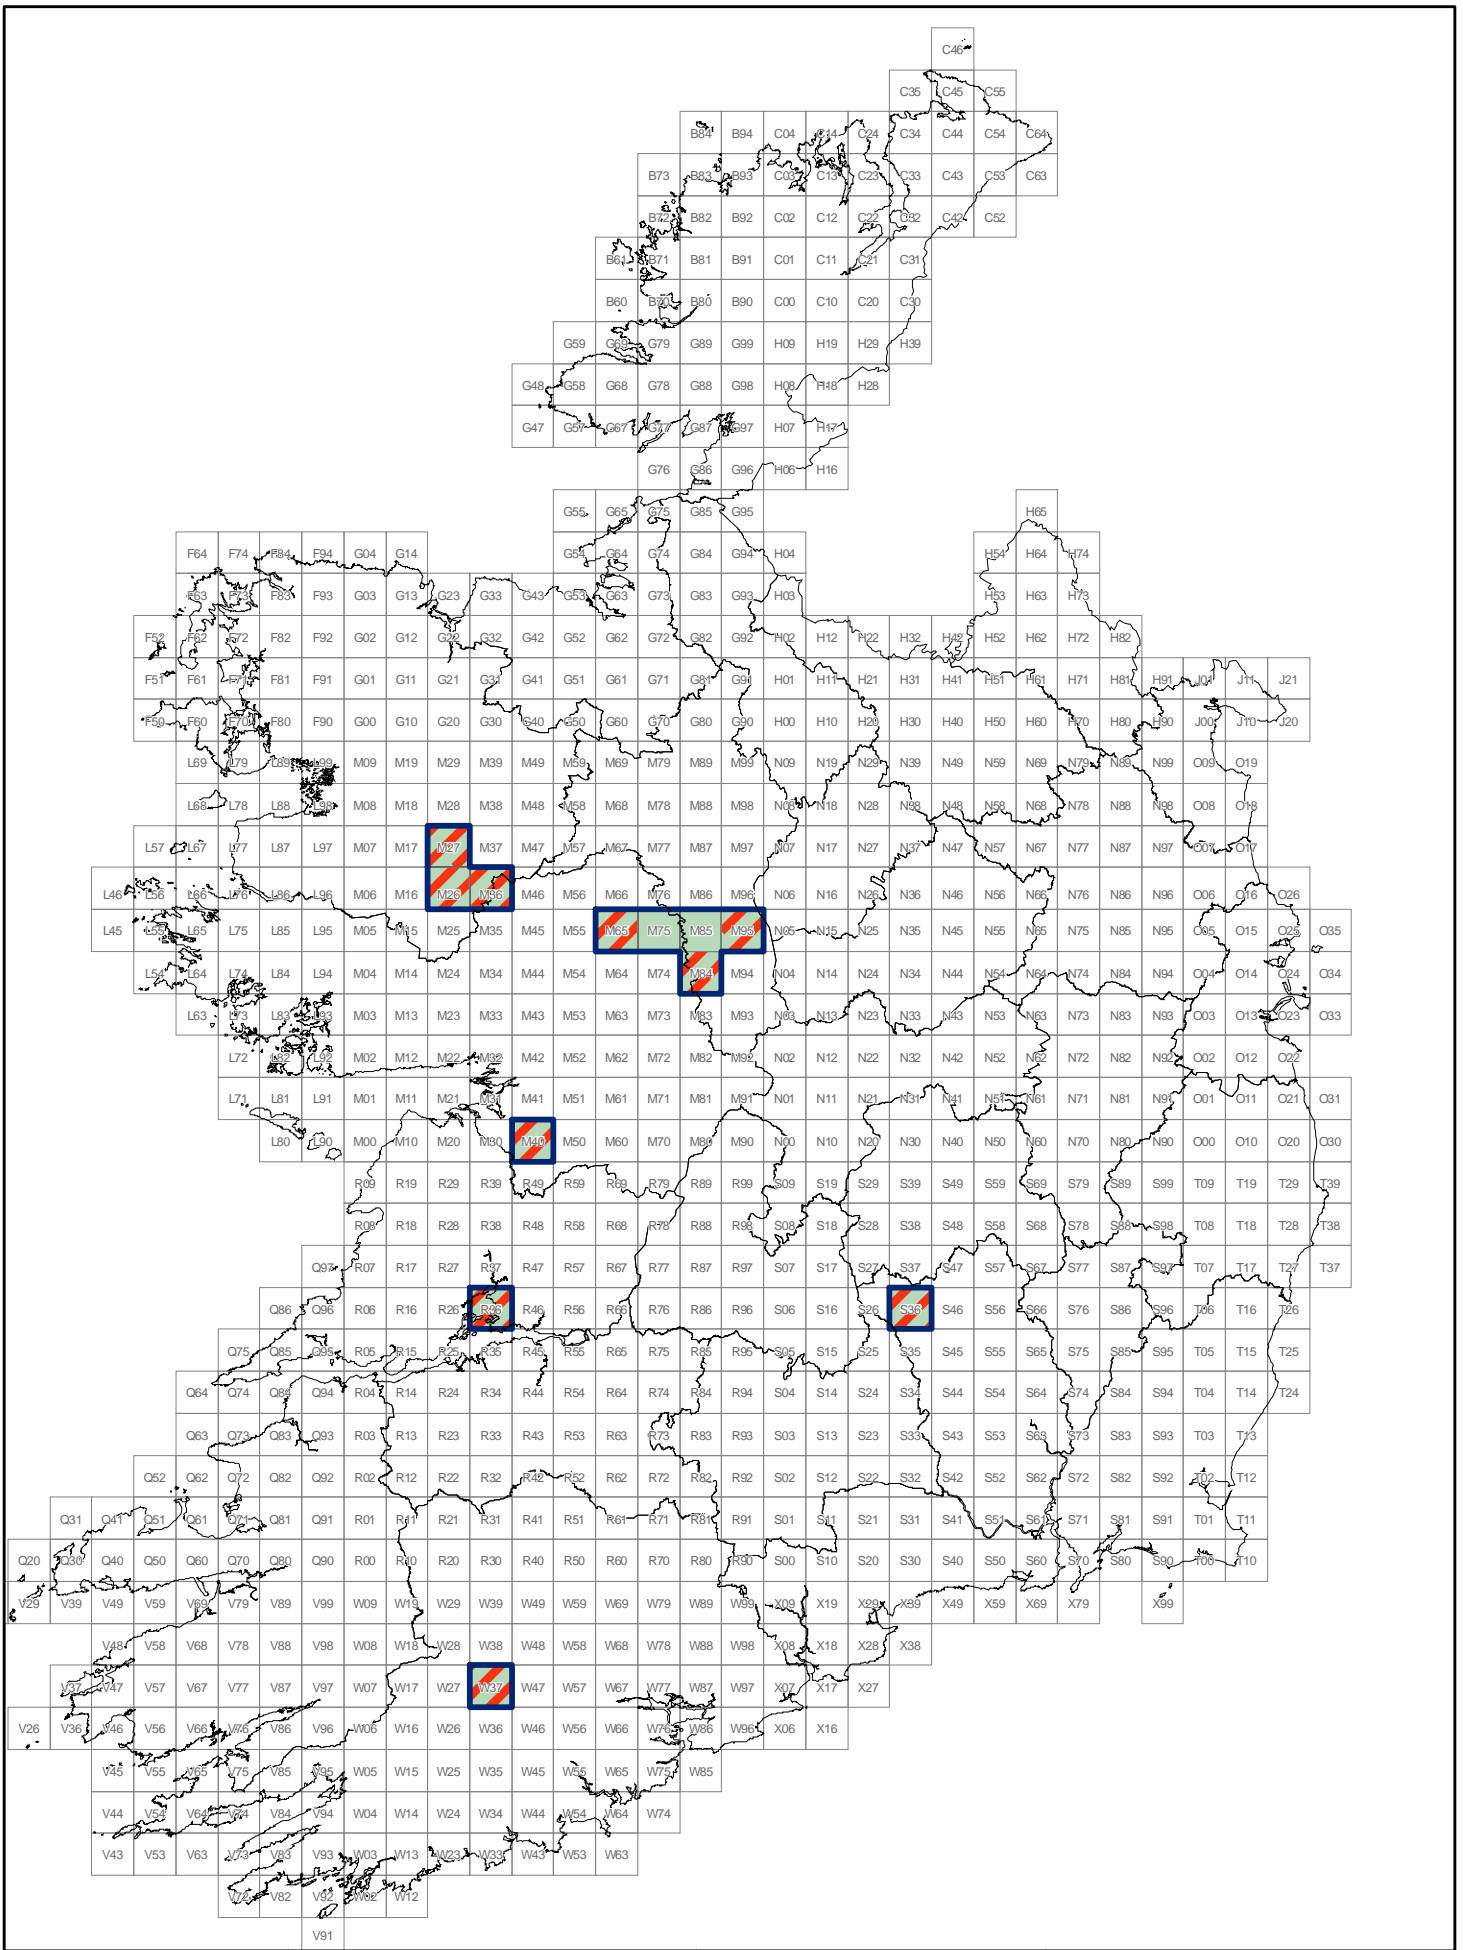 C46
C35 C45 C55
B84 B94 C04 C14 C24 C34 C44 C54 C64
B73 B83 B93 C03 C13 C23 C33 C43 C53 C63
B72 B82 B92 C02 C12 C22 C32 C42 C52
B61 B71 B81 B91 C01 C11 C21 C31
B60 B70 B80 B90 C00 C10 C20 C30
G59 G69 G79 G89 G99 H09 H19 H29 H39
G48 G58 G68 G78 G88 G98 H08 H18 H28
G47 G57 G67 G77 G87 G97 H07 H17
G76 G86 G96 H06 H16
G55 G65 G75 G85 G95 H65
F64 F74 F84 F94 G04 G14 G54 G64 G74 G84 G94 H04 H54 H64 H74
F63 F73 F83 F93 G03 G13 G23 G33 G43 G53 G63 G73 G83 G93 H03 H53 H63 H73
F52 F62 F72 F82 F92 G02 G12 G22 G32 G42 G52 G62 G72 G82 G92 H02 H12 H22 H32 H42 H52 H62 H72 H82
F51 F61 F71 F81 F91 G01 G11 G21 G31 G41 G51 G61 G71 G81 G91 H01 H11 H21 H31 H41 H51 H61 H71 H81 H91 J01 J11 J21
F50 F60 F70 F80 F90 G00 G10 G20 G30 G40 G50 G60 G70 G80 G90 H00 H10 H20 H30 H40 H50 H60 H70 H80 H90 J00 J10 J20
L69 L79 L89 L99 M09 M19 M29 M39 M49 M59 M69 M79 M89 M99 N09 N19 N29 N39 N49 N59 N69 N79 N89 N99 O09 O19
L68 L78 L88 L98 M08 M18 M28 M38 M48 M58 M68 M78 M88 M98 N08 N18 N28 N38 N48 N58 N68 N78 N88 N98 O08 O18
L57 L67 L77 L87 L97 M07 M17 M27 M37 M47 M57 M67 M77 M87 M97 N07 N17 N27 N37 N47 N57 N67 N77 N87 N97 O07 O17
L46 L56 L66 L76 L86 L96 M06 M16 M26 M36 M46 M56 M66 M76 M86 M96 N06 N16 N26 N36 N46 N56 N66 N76 N86 N96 O06 O16 O26
L45 L55 L65 L75 L85 L95 M05 M15 M25 M35 M45 M55 M65 M75 M85 M95 N05 N15 N25 N35 N45 N55 N65 N75 N85 N95 O05 O15 O25 O35
L54 L64 L74 L84 L94 M04 M14 M24 M34 M44 M54 M64 M74 M84 M94 N04 N14 N24 N34 N44 N54 N64 N74 N84 N94 O04 O14 O24 O34
L63 L73 L83 L93 M03 M13 M23 M33 M43 M53 M63 M73 M83 M93 N03 N13 N23 N33 N43 N53 N63 N73 N83 N93 O03 O13 O23 O33
L72 L82 L92 M02 M12 M22 M32 M42 M52 M62 M72 M82 M92 N02 N12 N22 N32 N42 N52 N62 N72 N82 N92 O02 O12 O22
L71 L81 L91 M01 M11 M21 M31 M41 M51 M61 M71 M81 M91 N01 N11 N21 N31 N41 N51 N61 N71 N81 N91 O01 O11 O21 O31
L80 L90 M00 M10 M20 M30 M40 M50 M60 M70 M80 M90 N00 N10 N20 N30 N40 N50 N60 N70 N80 N90 O00 O10 O20 O30
R09 R19 R29 R39 R49 R59 R69 R79 R89 R99 S09 S19 S29 S39 S49 S59 S69 S79 S89 S99 T09 T19 T29 T39
R08 R18 R28 R38 R48 R58 R68 R78 R88 R98 S08 S18 S28 S38 S48 S58 S68 S78 S88 S98 T08 T18 T28 T38
Q97 R07 R17 R27 R37 R47 R57 R67 R77 R87 R97 S07 S17 S27 S37 S47 S57 S67 S77 S87 S97 T07 T17 T27 T37
Q86 Q96 R06 R16 R26 R36 R46 R56 R66 R76 R86 R96 S06 S16 S26 S36 S46 S56 S66 S76 S86 S96 T06 T16 T26
Q75 Q85 Q95 R05 R15 R25 R35 R45 R55 R65 R75 R85 R95 S05 S15 S25 S35 S45 S55 S65 S75 S85 S95 T05 T15 T25
Q64 Q74 Q84 Q94 R04 R14 R24 R34 R44 R54 R64 R74 R84 R94 S04 S14 S24 S34 S44 S54 S64 S74 S84 S94 T04 T14 T24
Q63 Q73 Q83 Q93 R03 R13 R23 R33 R43 R53 R63 R73 R83 R93 S03 S13 S23 S33 S43 S53 S63 S73 S83 S93 T03 T13
Q52 Q62 Q72 Q82 Q92 R02 R12 R22 R32 R42 R52 R62 R72 R82 R92 S02 S12 S22 S32 S42 S52 S62 S72 S82 S92 T02 T12
Q31 Q41 Q51 Q61 Q71 Q81 Q91 R01 R11 R21 R31 R41 R51 R61 R71 R81 R91 S01 S11 S21 S31 S41 S51 S61 S71 S81 S91 T01 T11
Q20 Q30 Q40 Q50 Q60 Q70 Q80 Q90 R00 R10 R20 R30 R40 R50 R60 R70 R80 R90 S00 S10 S20 S30 S40 S50 S60 S70 S80 S90 T00 T10
V29 V39 V49 V59 V69 V79 V89 V99 W09 W19 W29 W39 W49 W59 W69 W79 W89 W99 X09 X19 X29 X39 X49 X59 X69 X79 X99
V48 V58 V68 V78 V88 V98 W08 W18 W28 W38 W48 W58 W68 W78 W88 W98 X08 X18 X28 X38
V37 V47 V57 V67 V77 V87 V97 W07 W17 W27 W37 W47 W57 W67 W77 W87 W97 X07 X17 X27
V26 V36 V46 V56 V66 V76 V86 V96 W06 W16 W26 W36 W46 W56 W66 W76 W86 W96 X06 X16
V45 V55 V65 V75 V85 V95 W05 W15 W25 W35 W45 W55 W65 W75 W85
V44 V54 V64 V74 V84 V94 W04 W14 W24 W34 W44 W54 W64 W74
V43 V53 V63 V73 V83 V93 W03 W13 W23 W33 W43 W53 W63
V72 V82 V92 W02 W12
V91